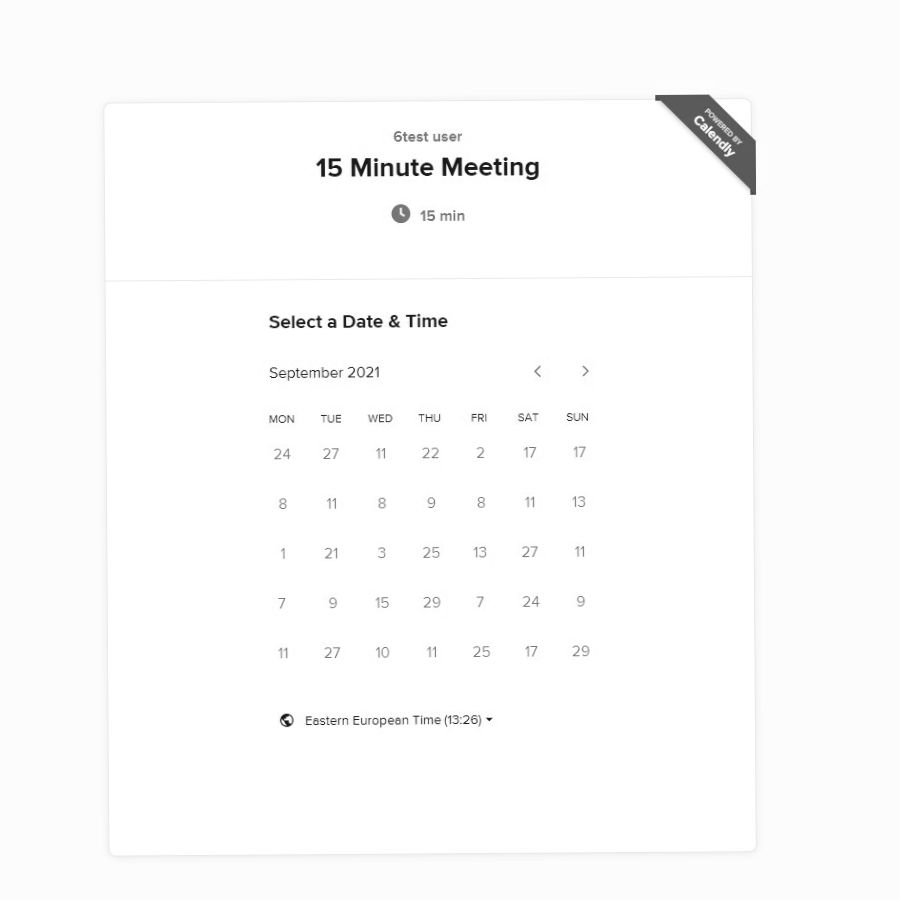 POWERED BY
Calendly
6test user
15 Minute Meeting
15 min
Select a Date & Time
September 2021
MON TUE WED THU FRI SAT SUN
24 27 11 22 2 17 17
8 11 8 9 8 11 13
1 21 3 25 13 27 11
7 9 15 29 7 24 9
11 27 10 11 25 17 29
Eastern European Time (13:26)